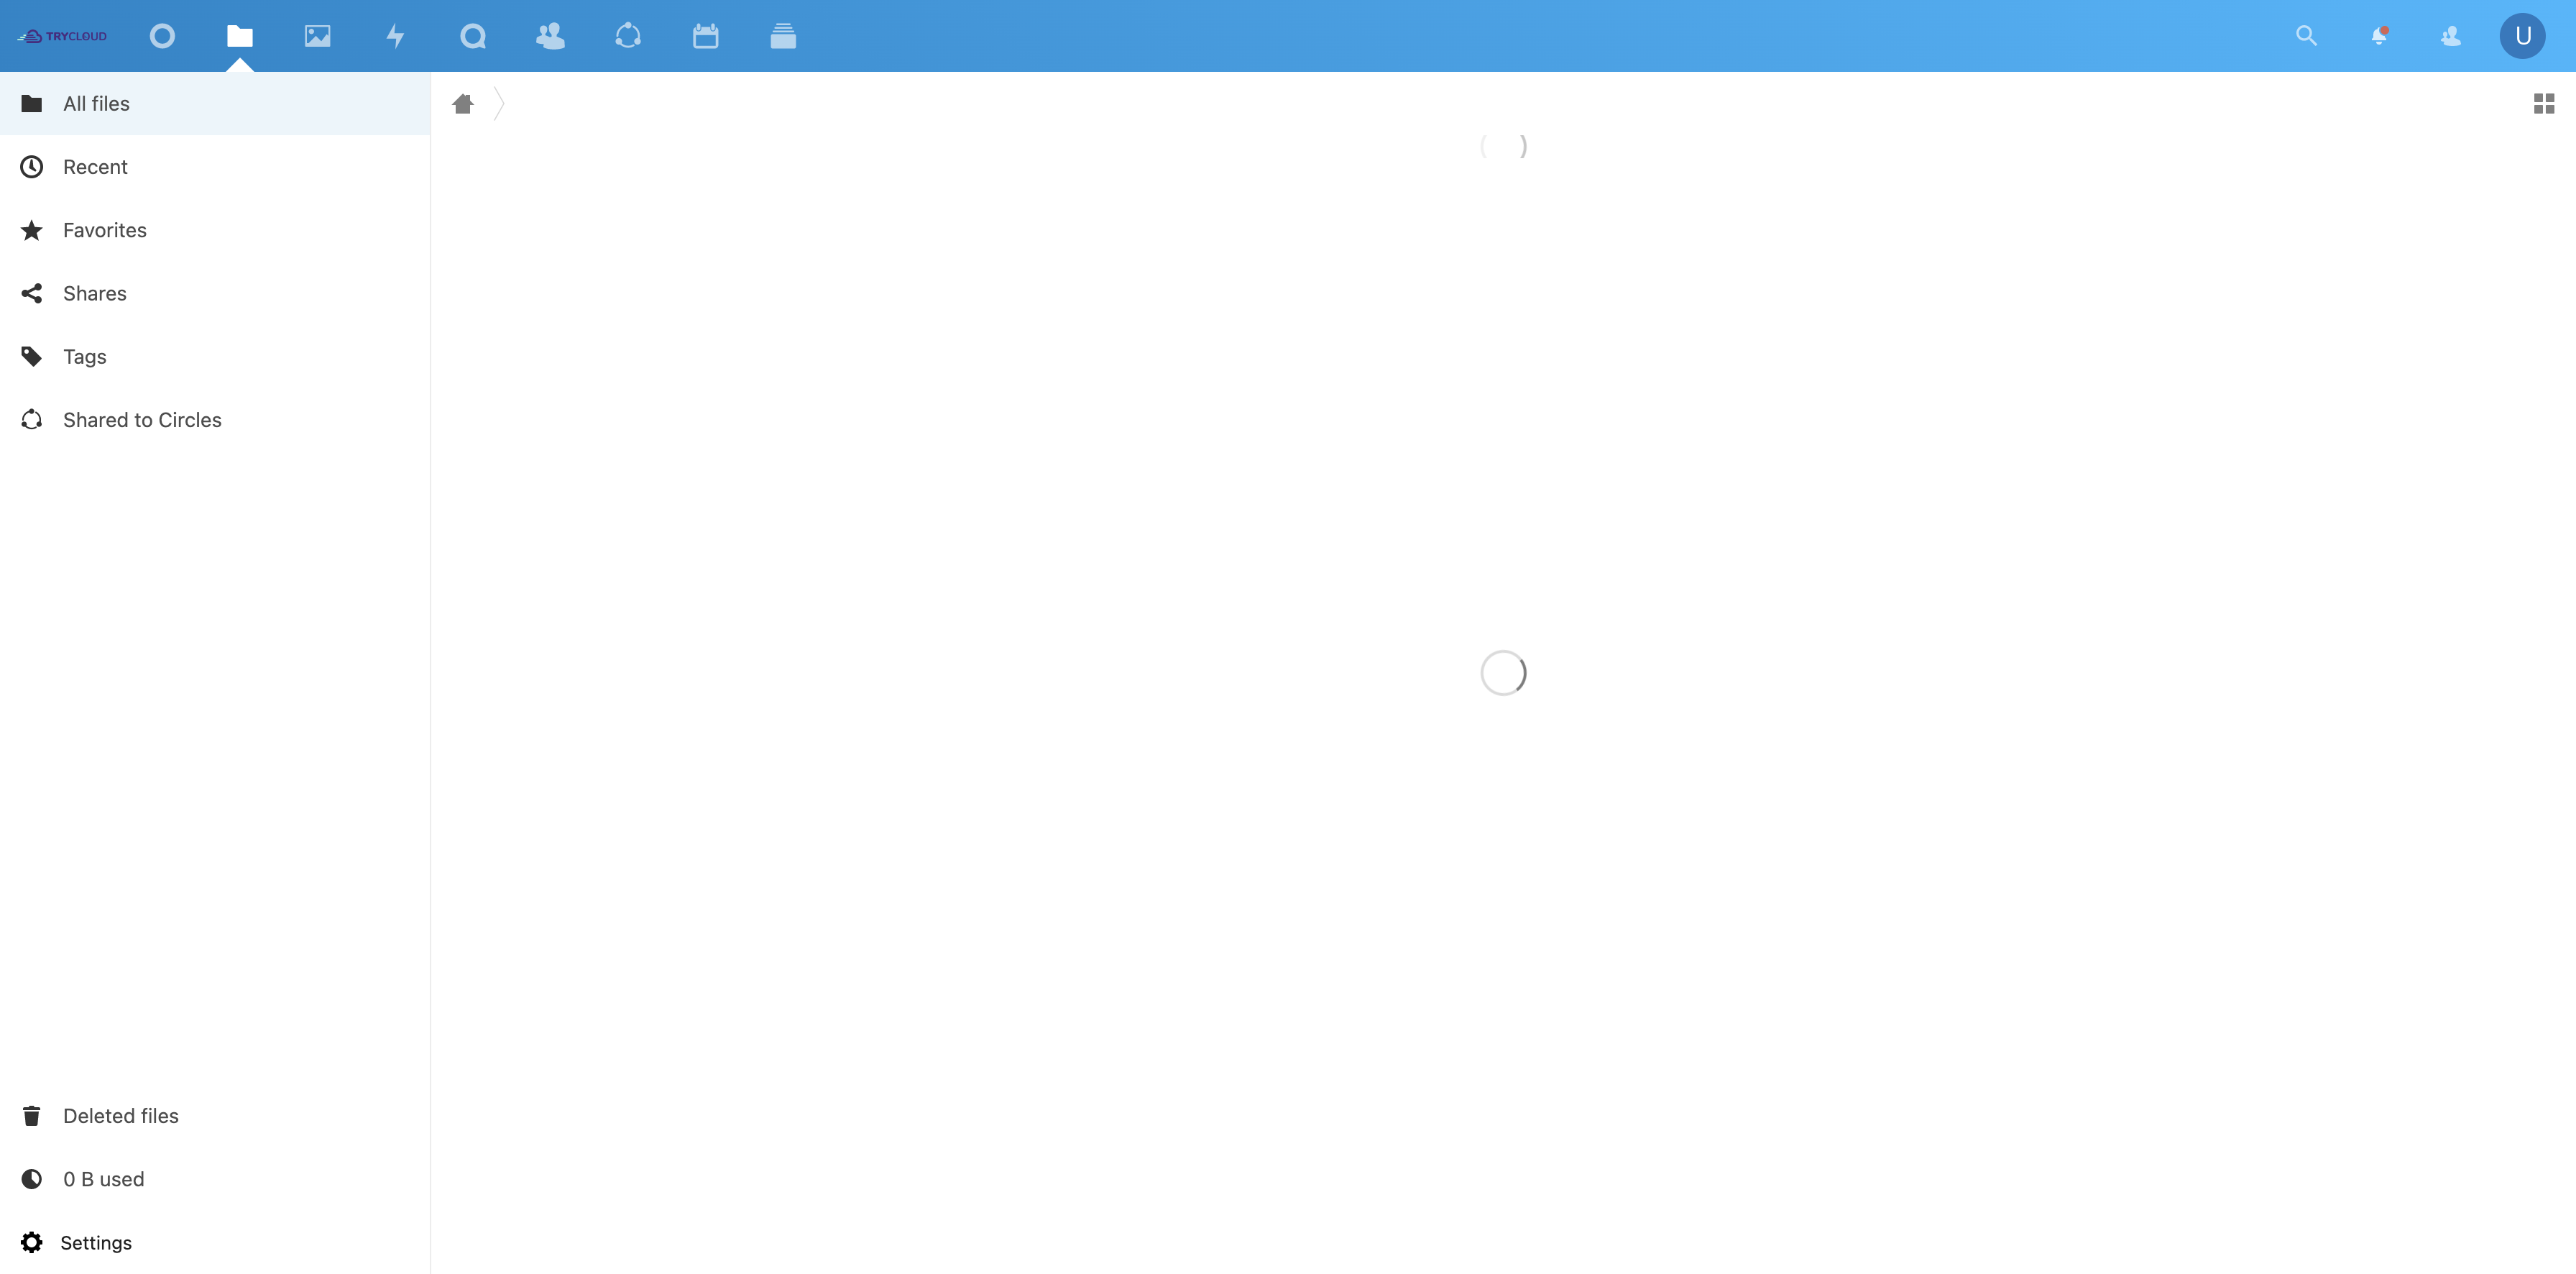 TRYCLOUD
U
All files
Recent
Favorites
Shares
Tags
Shared to Circles
Deleted files
0 B used
Settings